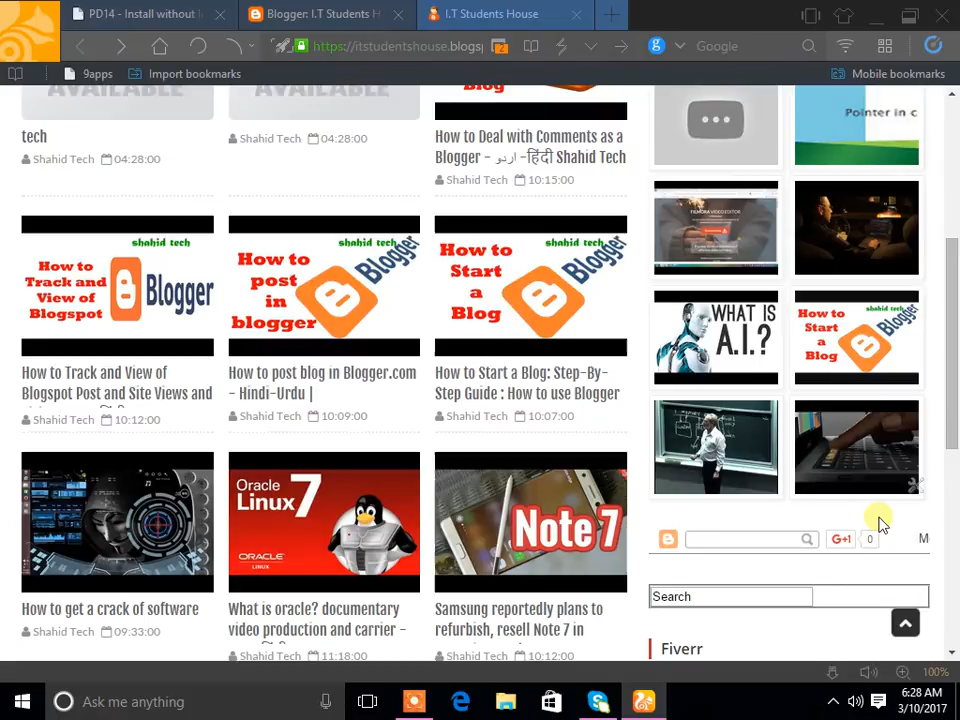 PD14 - Install without
Blogger: I.T Students H
I.T Students House
https://itstudentshouse.blogs
Google
9apps
Import bookmarks
Mobile bookmarks
AVAILABLE
AVAILABLE
Blog
tech
Shahid Tech 04:28:00
Shahid Tech 04:28:00
How to Deal with Comments as a
Blogger - اردو -हिंदी Shahid Tech
Shahid Tech 10:15:00
Pointer in c
FILMORA VIDEO EDITOR
shahid tech
How to
Track and
View of
Blogspot
Blogger
shahid tech
How to
post
in
blogger
Blogger
shahid tech
How to
Start
a
Blog
Blogger
WHAT IS
A.I.?
shahid tech
How to
Start
a
Blog
Blogger
How to Track and View of
Blogspot Post and Site Views and
Shahid Tech 10:12:00
How to post blog in Blogger.com
- Hindi-Urdu |
Shahid Tech 10:09:00
How to Start a Blog: Step-By-
Step Guide : How to use Blogger
Shahid Tech 10:07:00
Oracle
Linux 7
ORACLE
LINUX
Note 7
How to get a crack of software
Shahid Tech 09:33:00
What is oracle? documentary
video production and carrier -
Shahid Tech 11:18:00
Samsung reportedly plans to
refurbish, resell Note 7 in
Shahid Tech 10:12:00
G+1 0 M
Search
Fiverr
100%
Ask me anything
6:28 AM
3/10/2017